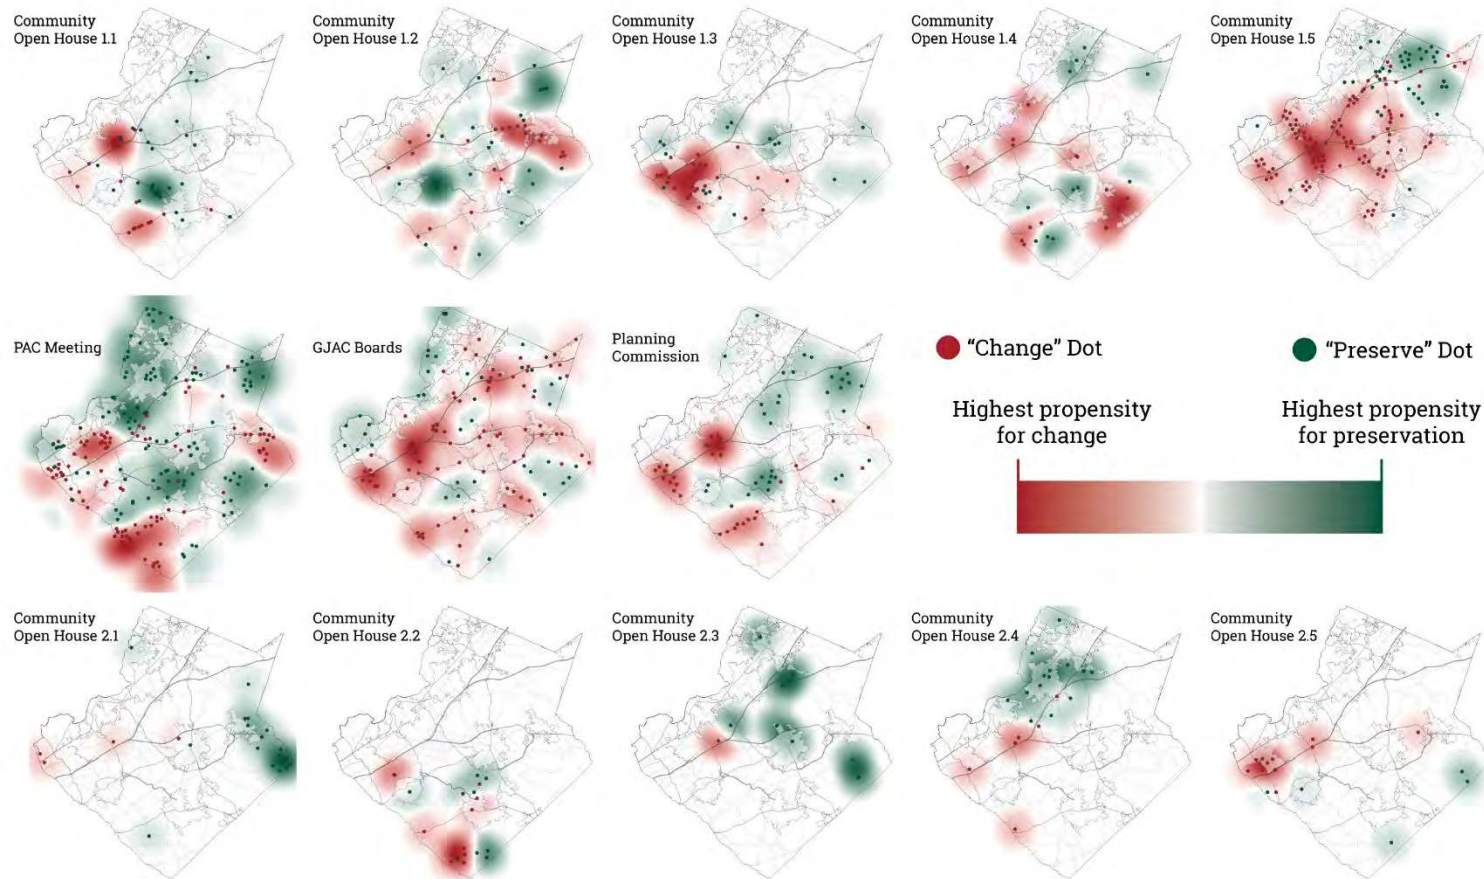 Community
Open House 1.1
Community
Open House 1.2
Community
Open House 1.3
Community
Open House 1.4
Community
Open House 1.5
PAC Meeting
GJAC Boards
Planning
Commission
"Change" Dot
"Preserve" Dot
Highest propensity
for change
Highest propensity
for preservation
Community
Open House 2.1
Community
Open House 2.2
Community
Open House 2.3
Community
Open House 2.4
Community
Open House 2.5